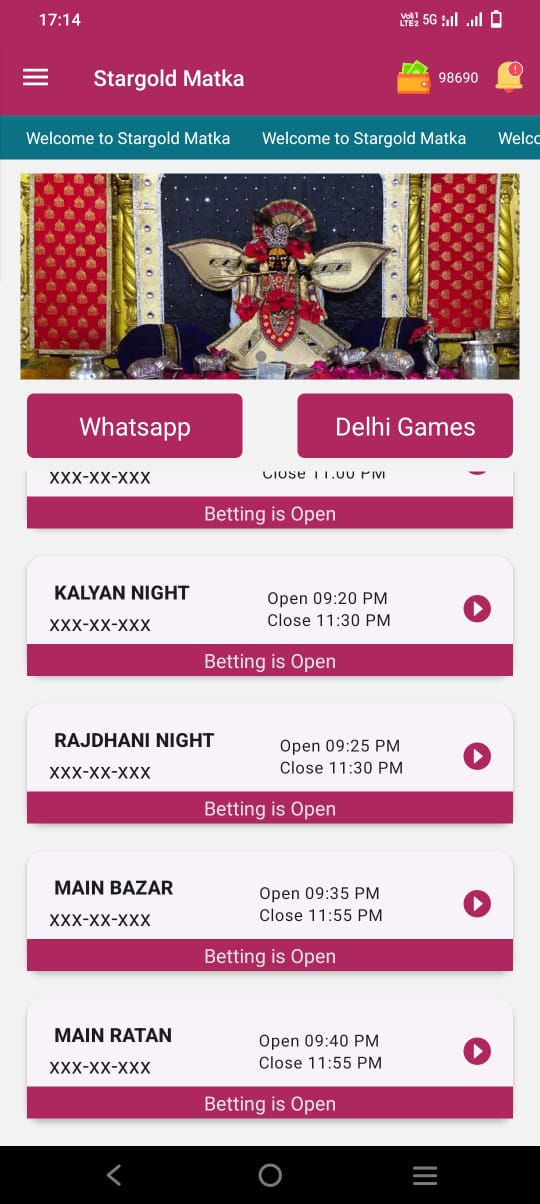 17:14
Vo)) 5G
LTE2
Stargold Matka
98690
Welcome to Stargold Matka Welcome to Stargold Matka Welco
Whatsapp
Delhi Games
xxx-xx-xxx
Close 11:00 PM
Betting is Open
KALYAN NIGHT
Open 09:20 PM
xxx-xx-xxx
Close 11:30 PM
Betting is Open
RAJDHANI NIGHT
Open 09:25 PM
xxx-xx-xxx
Close 11:30 PM
Betting is Open
MAIN BAZAR
Open 09:35 PM
xxx-xx-xxx
Close 11:55 PM
Betting is Open
MAIN RATAN
Open 09:40 PM
xxx-xx-xxx
Close 11:55 PM
Betting is Open